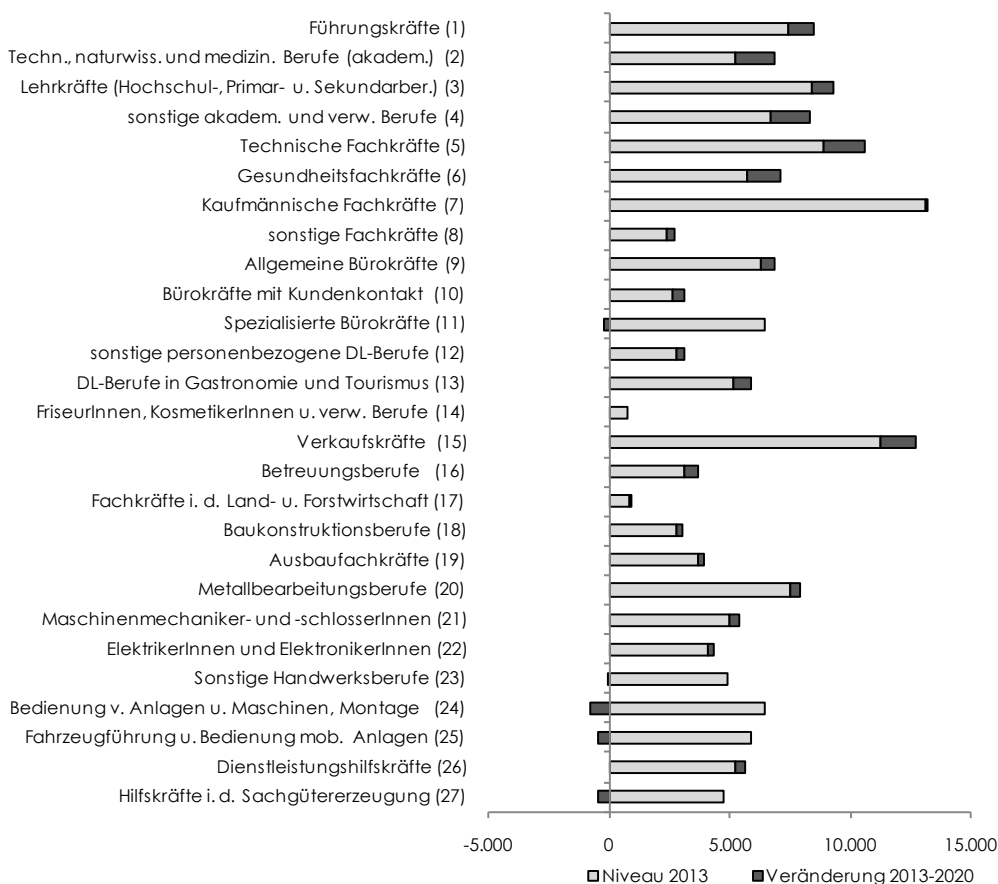 Führungskräfte (1)
Techn., naturwiss. und medizin. Berufe (akadem.) (2)
Lehrkräfte (Hochschul-, Primar- u. Sekundarber.) (3)
sonstige akadem. und verw. Berufe (4)
Technische Fachkräfte (5)
Gesundheitsfachkräfte (6)
Kaufmännische Fachkräfte (7)
sonstige Fachkräfte (8)
Allgemeine Bürokräfte (9)
Bürokräfte mit Kundenkontakt (10)
Spezialisierte Bürokräfte (11)
sonstige personenbezogene DL-Berufe (12)
DL-Berufe in Gastronomie und Tourismus (13)
FriseurInnen, KosmetikerInnen u. verw. Berufe (14)
Verkaufskräfte (15)
Betreuungsberufe (16)
Fachkräfte i. d. Land- u. Forstwirtschaft (17)
Baukonstruktionsberufe (18)
Ausbaufachkräfte (19)
Metallbearbeitungsberufe (20)
Maschinenmechaniker- und -schlosserInnen (21)
ElektrikerInnen und ElektronikerInnen (22)
Sonstige Handwerksberufe (23)
Bedienung v. Anlagen u. Maschinen, Montage (24)
Fahrzeugführung u. Bedienung mob. Anlagen (25)
Dienstleistungshilfskräfte (26)
Hilfskräfte i. d. Sachgütererzeugung (27)
-5.000 0 5.000 10.000 15.000
Niveau 2013 Veränderung 2013-2020